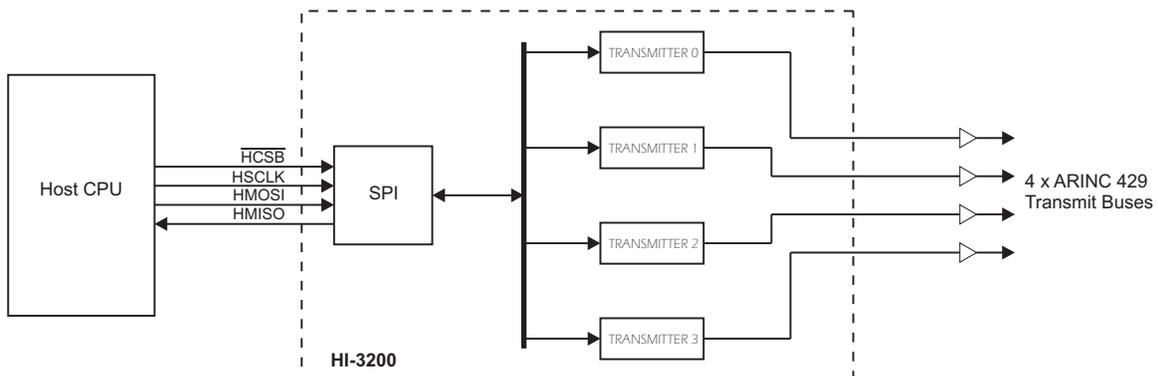 TRANSMITTER 0
TRANSMITTER 1
HCSB
HSCLK
HMOSI
HMISO
Host CPU
SPI
4 x ARINC 429
Transmit Buses
TRANSMITTER 2
TRANSMITTER 3
HI-3200